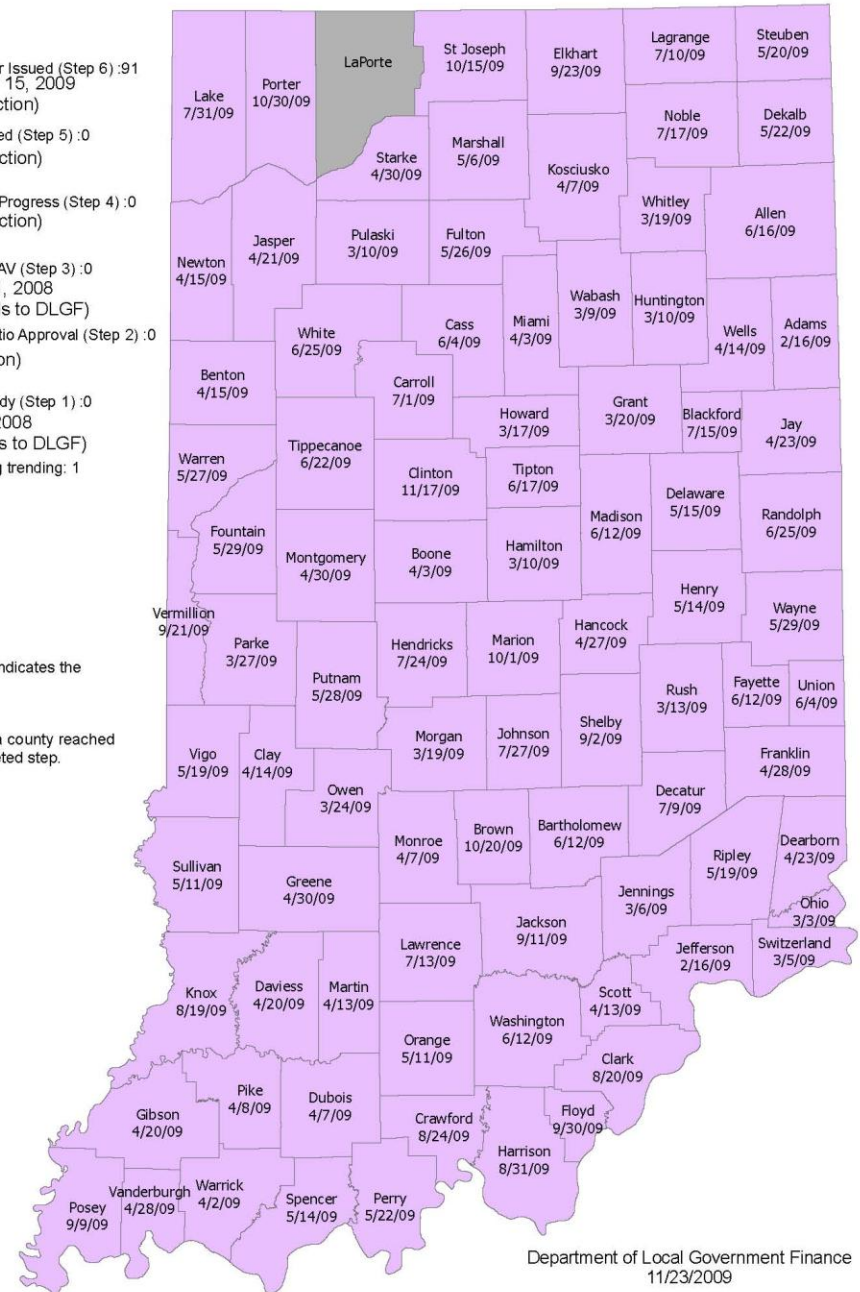 r Issued (Step 6) :91
15, 2009
ction)
ed (Step 5) :0
ction)
Progress (Step 4) :0
ction)
AV (Step 3) :0
, 2008
ls to DLGF)
tio Approval (Step 2) :0
on)
dy (Step 1) :0
2008
s to DLGF)
g trending: 1
ndicates the
a county reached
eted step.
Lake
7/31/09
Porter
10/30/09
LaPorte
St Joseph
10/15/09
Elkhart
9/23/09
Lagrange
7/10/09
Steuben
5/20/09
Noble
7/17/09
Dekalb
5/22/09
Starke
4/30/09
Marshall
5/6/09
Kosciusko
4/7/09
Whitley
3/19/09
Allen
6/16/09
Newton
4/15/09
Jasper
4/21/09
Pulaski
3/10/09
Fulton
5/26/09
White
6/25/09
Cass
6/4/09
Miami
4/3/09
Wabash
3/9/09
Huntington
3/10/09
Wells
4/14/09
Adams
2/16/09
Benton
4/15/09
Carroll
7/1/09
Howard
3/17/09
Grant
3/20/09
Blackford
7/15/09
Jay
4/23/09
Warren
5/27/09
Tippecanoe
6/22/09
Clinton
11/17/09
Tipton
6/17/09
Madison
6/12/09
Delaware
5/15/09
Randolph
6/25/09
Fountain
5/29/09
Montgomery
4/30/09
Boone
4/3/09
Hamilton
3/10/09
Henry
5/14/09
Wayne
5/29/09
Vermillion
9/21/09
Parke
3/27/09
Putnam
5/28/09
Hendricks
7/24/09
Marion
10/1/09
Hancock
4/27/09
Rush
3/13/09
Fayette
6/12/09
Union
6/4/09
Vigo
5/19/09
Clay
4/14/09
Owen
3/24/09
Morgan
3/19/09
Johnson
7/27/09
Shelby
9/2/09
Franklin
4/28/09
Decatur
7/9/09
Sullivan
5/11/09
Greene
4/30/09
Monroe
4/7/09
Brown
10/20/09
Bartholomew
6/12/09
Jennings
3/6/09
Ripley
5/19/09
Dearborn
4/23/09
Ohio
3/3/09
Knox
8/19/09
Daviess
4/20/09
Martin
4/13/09
Lawrence
7/13/09
Jackson
9/11/09
Jefferson
2/16/09
Switzerland
3/5/09
Scott
4/13/09
Orange
5/11/09
Washington
6/12/09
Clark
8/20/09
Gibson
4/20/09
Pike
4/8/09
Dubois
4/7/09
Crawford
8/24/09
Harrison
8/31/09
Floyd
9/30/09
Posey
9/9/09
Vanderburgh
4/28/09
Warrick
4/2/09
Spencer
5/14/09
Perry
5/22/09
Department of Local Government Finance
11/23/2009